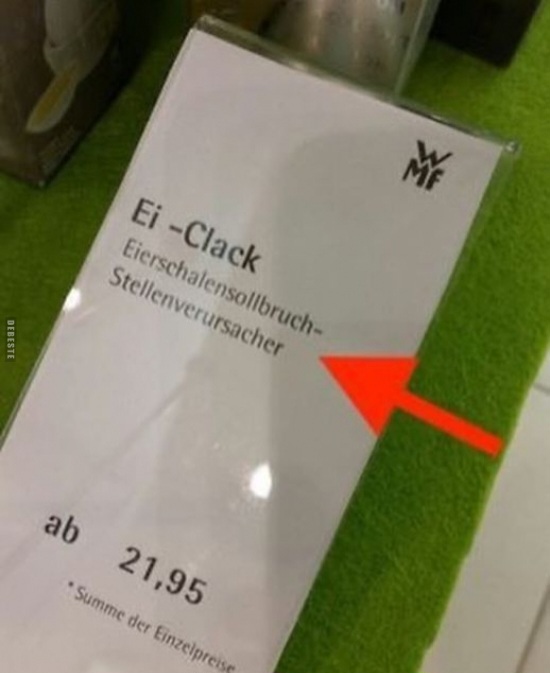 WMF
Ei -Clack
Eierschalensollbruch-
Stellenverursacher
ab 21,95
* Summe der Einzelpreise
DEBESTE